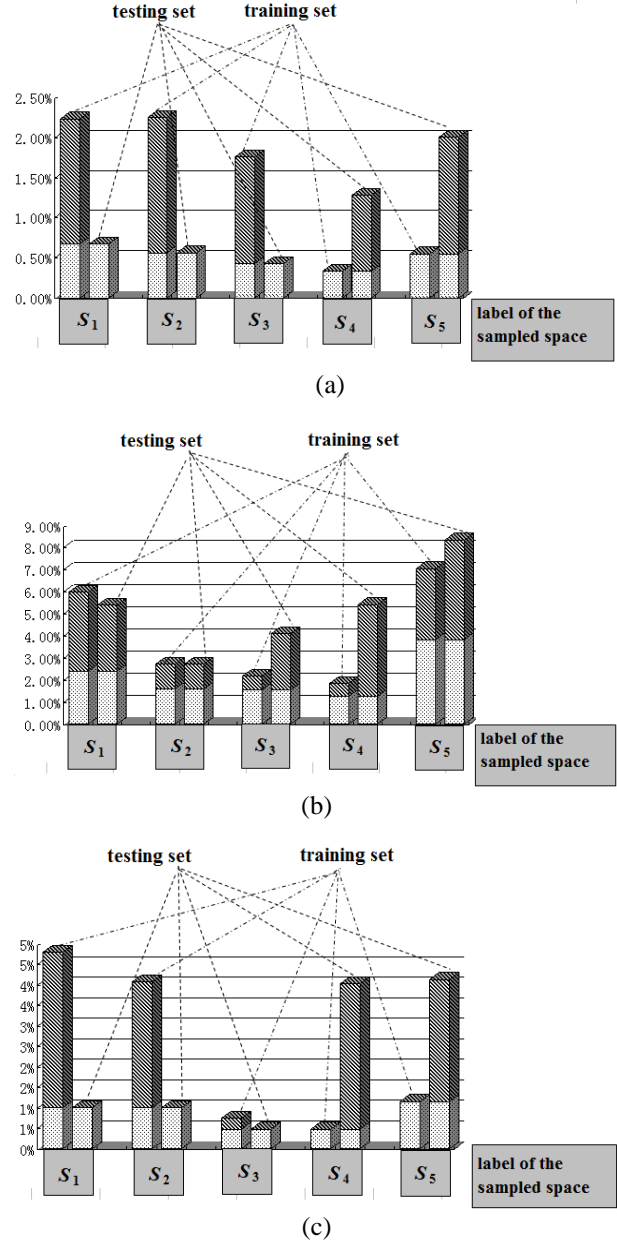 testing set training set
2.50%
2.00%
1.50%
1.00%
0.50%
0.00%
S1 S2 S3 S4 S5 label of the
sampled space
(a)
testing set training set
9.00%
8.00%
7.00%
6.00%
5.00%
4.00%
3.00%
2.00%
1.00%
0.00%
S1 S2 S3 S4 S5 label of the
sampled space
(b)
testing set training set
5%
5%
4%
4%
3%
3%
2%
2%
1%
1%
0%
S1 S2 S3 S4 S5 label of the
sampled space
(c)